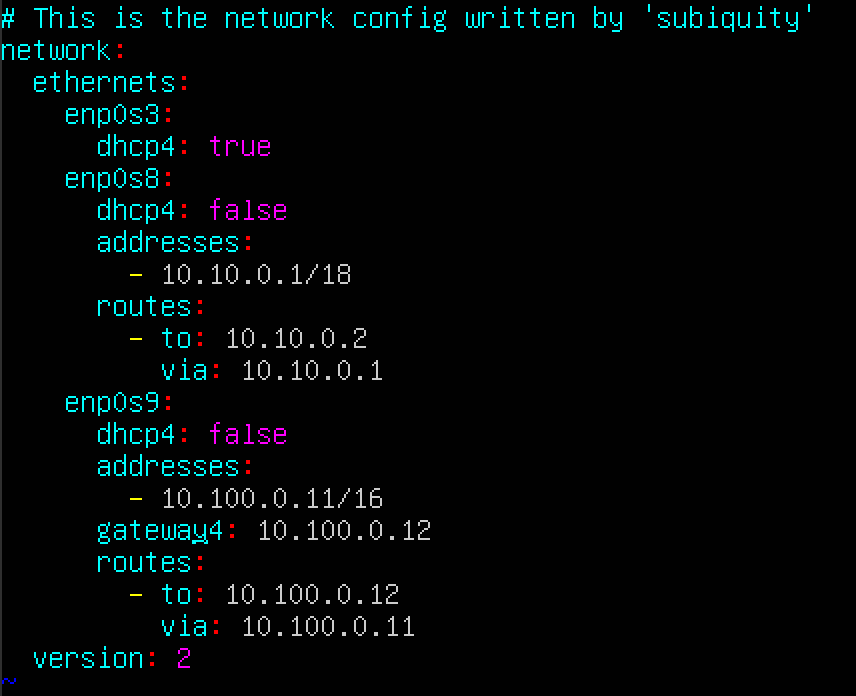 # This is the network config written by 'subiquity'
network:
  ethernets:
    enp0s3:
      dhcp4: true
    enp0s8:
      dhcp4: false
      addresses:
        - 10.10.0.1/18
      routes:
        - to: 10.10.0.2
          via: 10.10.0.1
    enp0s9:
      dhcp4: false
      addresses:
        - 10.100.0.11/16
      gateway4: 10.100.0.12
      routes:
        - to: 10.100.0.12
          via: 10.100.0.11
  version: 2
~